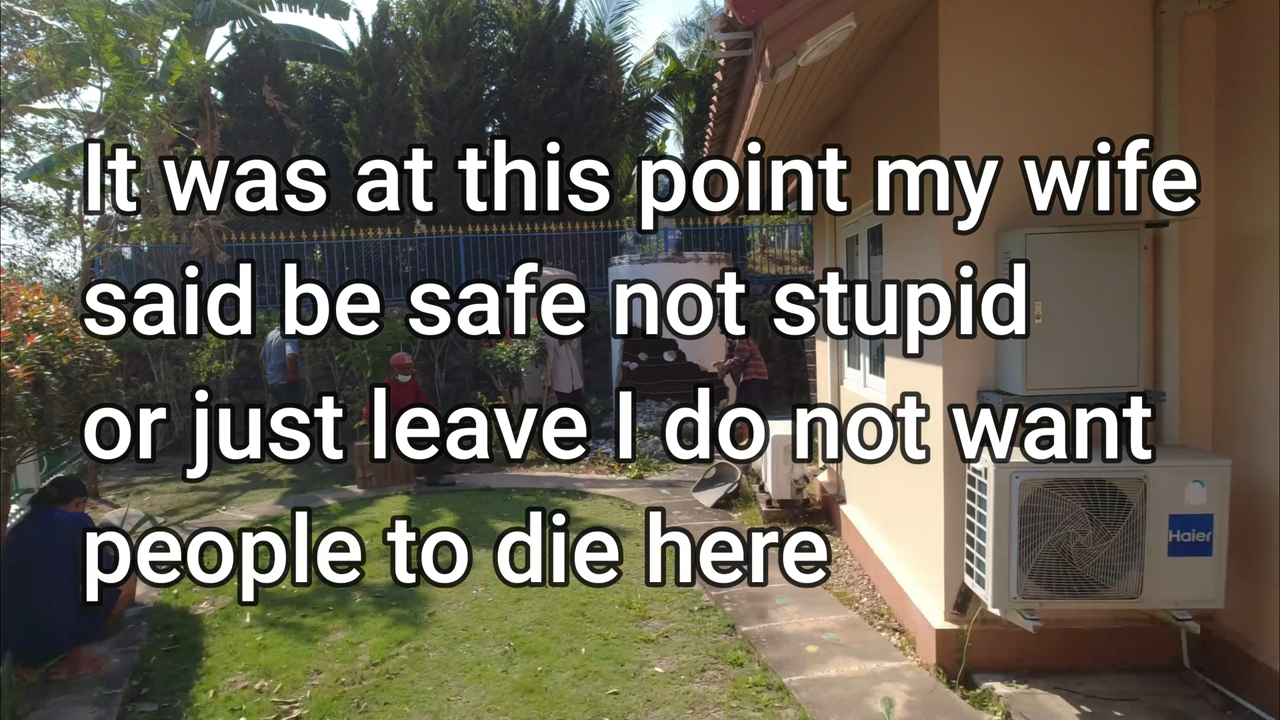 It was at this point my wife
said be safe not stupid
or just leave I do not want
people to die here
Haier